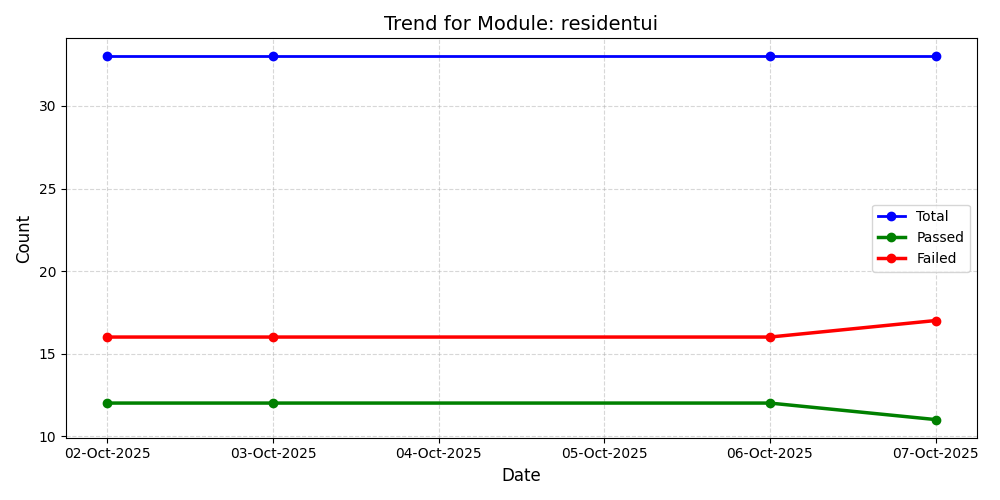 Trend for Module: residentui
Count
30
25
20
15
10
Total
Passed
Failed
02-Oct-2025 03-Oct-2025 04-Oct-2025 05-Oct-2025 06-Oct-2025 07-Oct-2025
Date